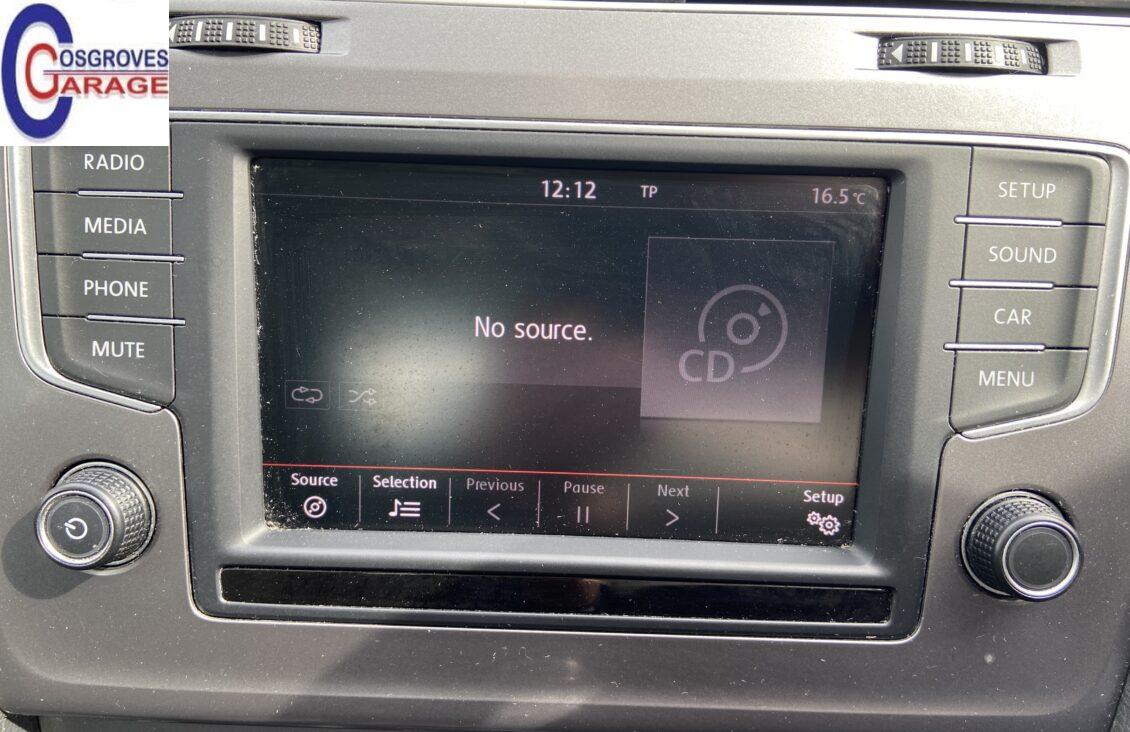 COSGROVES
GARAGE
RADIO
MEDIA
PHONE
MUTE
12:12 TP 16.5°C
No source.
CD
Source Selection Previous Pause Next Setup
SETUP
SOUND
CAR
MENU